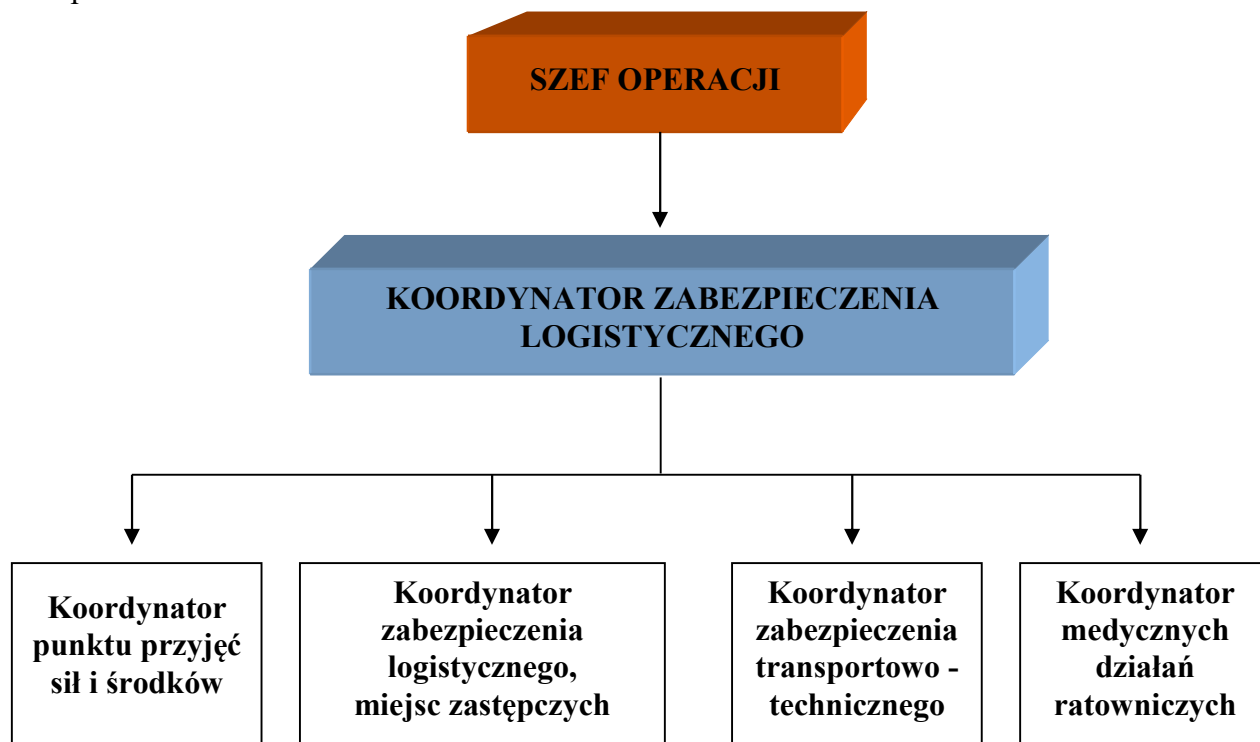 SZEF OPERACJI
KOORDYNATOR ZABEZPIECZENIA
LOGISTYCZNEGO
Koordynator
punktu przyjęć
sił i środków
Koordynator
zabezpieczenia
logistycznego,
miejsc zastępczych
Koordynator
zabezpieczenia
transportowo -
technicznego
Koordynator
medycznych
działań
ratowniczych